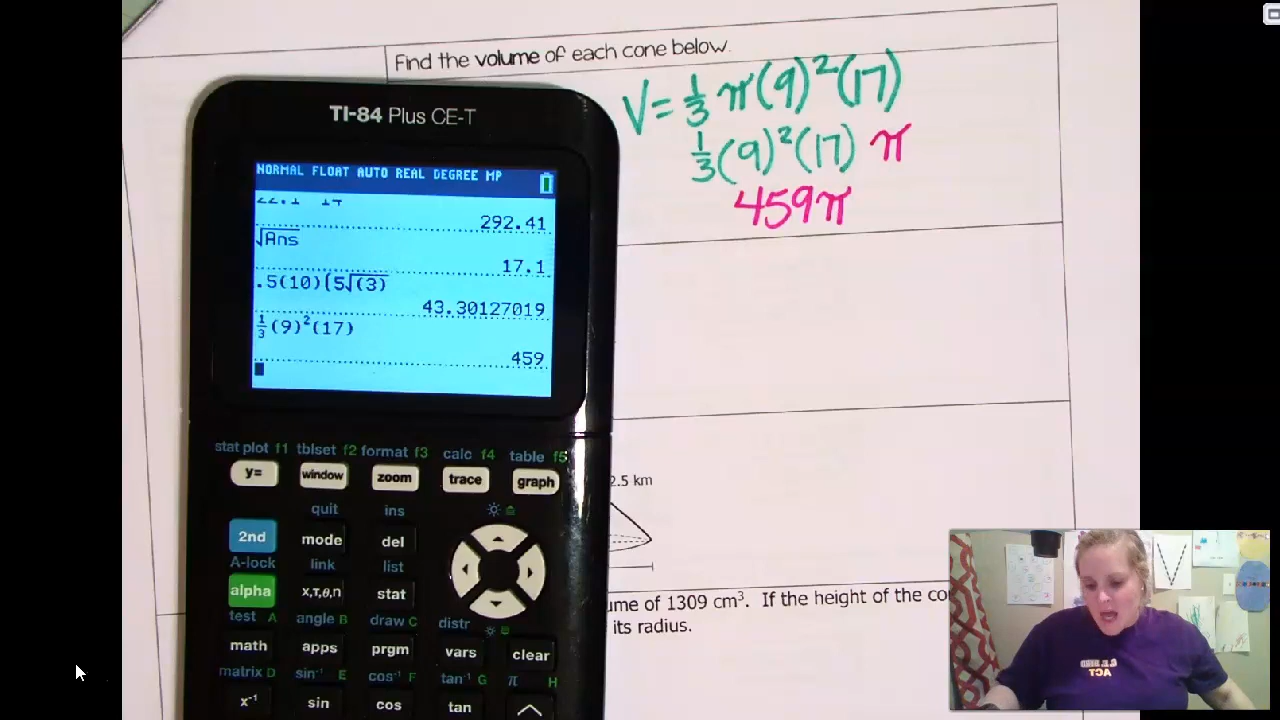 Find the volume of each cone below.
V = 1/3 π(9)²(17)
1/3(9)²(17) π
459π
TI-84 Plus CE-T
NORMAL FLOAT AUTO REAL DEGREE MP
292.41
√Ans
17.1
.5(10)(5√(3)
43.30127019
1/3(9)²(17)
459
stat plot f1 tblset f2 format f3 calc f4 table f5
y= window zoom trace graph
quit ins
2nd mode del
A-lock link list
alpha x,T,θ,n stat
test A angle B draw C distr
math apps prgm vars clear
matrix D sin⁻¹ E cos⁻¹ F tan⁻¹ G π H
x⁻¹ sin cos tan ^
2.5 km
ume of 1309 cm³. If the height of the co
its radius.
ACT